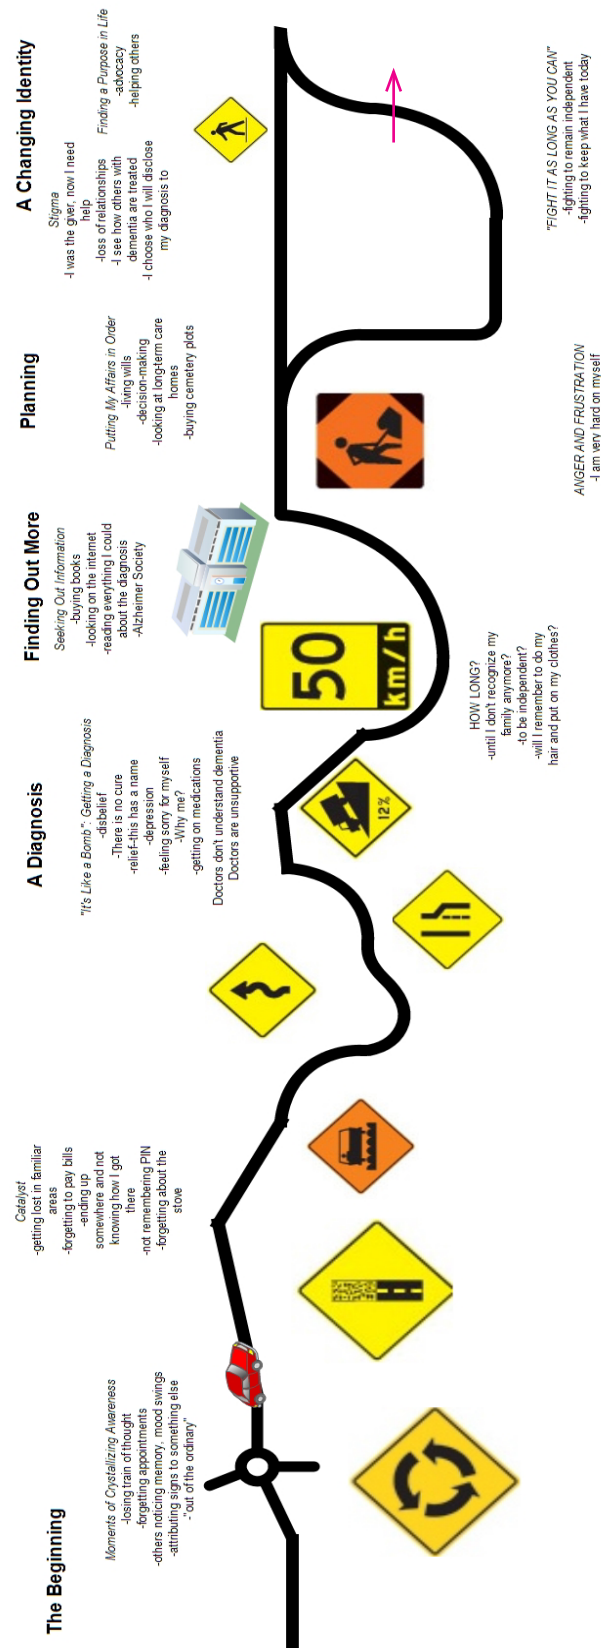 The Beginning
Moments of Crystallizing Awareness
-losing train of thought
-forgetting appointments
-others noticing memory, mood swings
-attributing signs to something else
-"out of the ordinary"
Catalyst
-getting lost in familiar
areas
-forgetting to pay bills
-ending up
somewhere and not
knowing how I got
there
-not remembering PIN
-forgetting about the
stove
A Diagnosis
"It's Like a Bomb": Getting a Diagnosis
-disbelief
-There is no cure
-relief-this has a name
-depression
-feeling sorry for myself
-Why me?
-getting on medications
Doctors don't understand dementia
Doctors are unsupportive
12%
Finding Out More
Seeking Out Information
-buying books
-looking on the internet
-reading everything I could
about the diagnosis
-Alzheimer Society
50
km/h
HOW LONG?
-until I don't recognize my
family anymore?
-to be independent?
-will I remember to do my
hair and put on my clothes?
Planning
Putting My Affairs in Order
-living wills
-decision-making
-looking at long-term care
homes
-buying cemetery plots
ANGER AND FRUSTRATION
-I am very hard on myself
A Changing Identity
Stigma
-I was the giver, now I need
help
-loss of relationships
-I see how others with
dementia are treated
-I choose who I will disclose
my diagnosis to
Finding a Purpose in Life
-advocacy
-helping others
"FIGHT IT AS LONG AS YOU CAN"
-fighting to remain independent
-fighting to keep what I have today